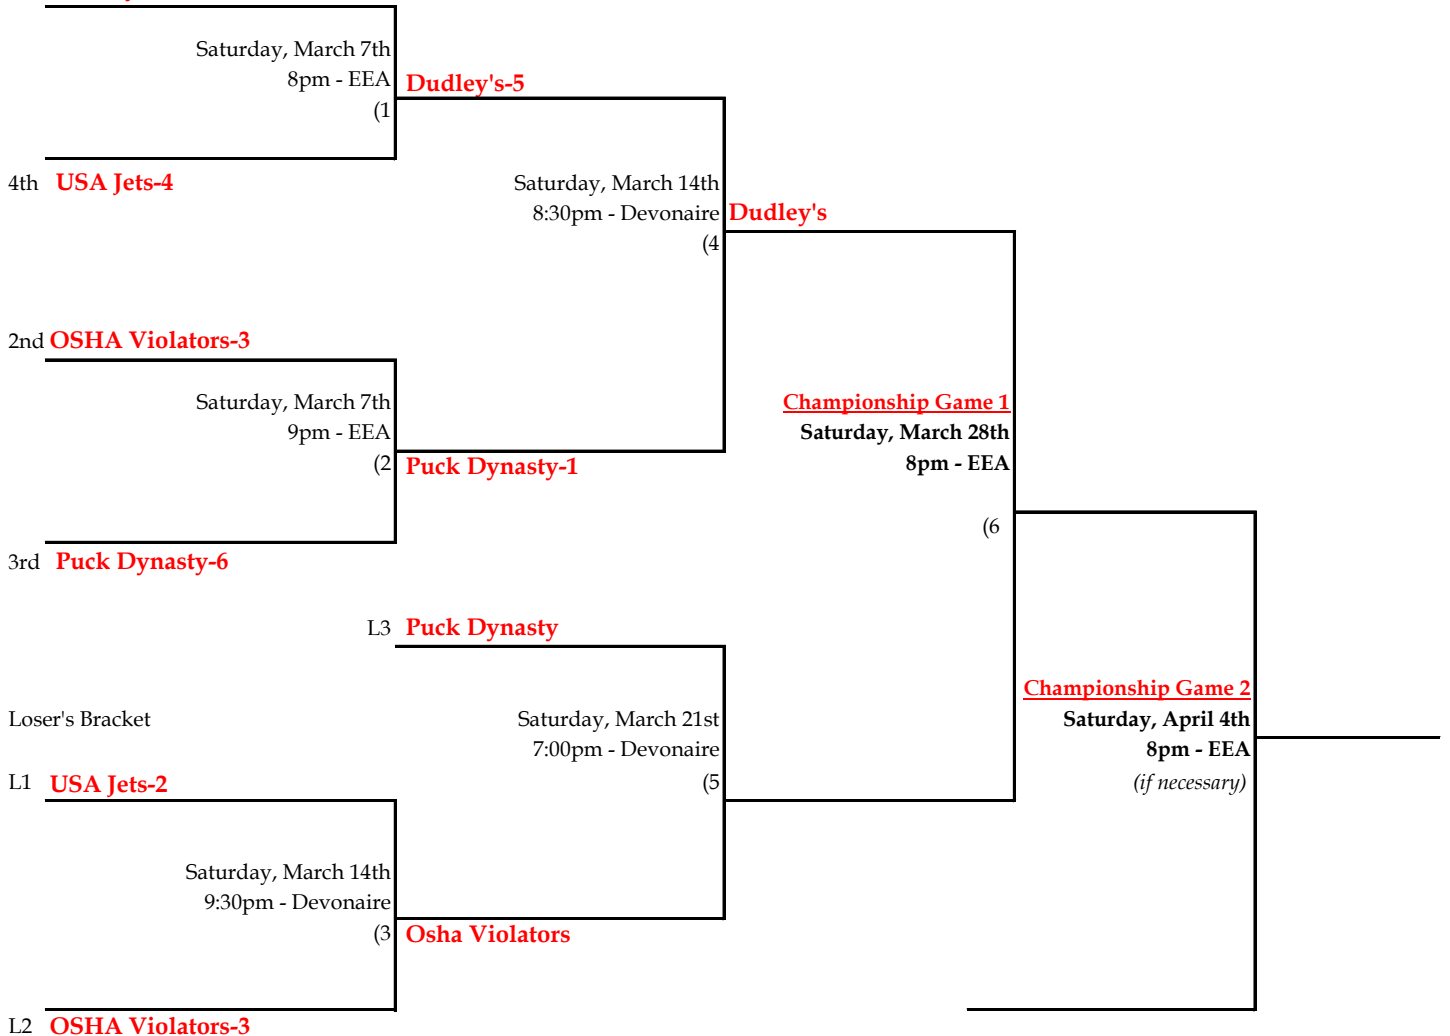 Saturday, March 7th
8pm - EEA
Dudley's-5
(1
4th USA Jets-4
Saturday, March 14th
8:30pm - Devonaire
Dudley's
(4
2nd OSHA Violators-3
Saturday, March 7th
9pm - EEA
(2
Puck Dynasty-1
Championship Game 1
Saturday, March 28th
8pm - EEA
(6
3rd Puck Dynasty-6
L3 Puck Dynasty
Loser's Bracket
Saturday, March 21st
7:00pm - Devonaire
(5
Championship Game 2
Saturday, April 4th
8pm - EEA
(if necessary)
L1 USA Jets-2
Saturday, March 14th
9:30pm - Devonaire
(3
Osha Violators
L2 OSHA Violators-3